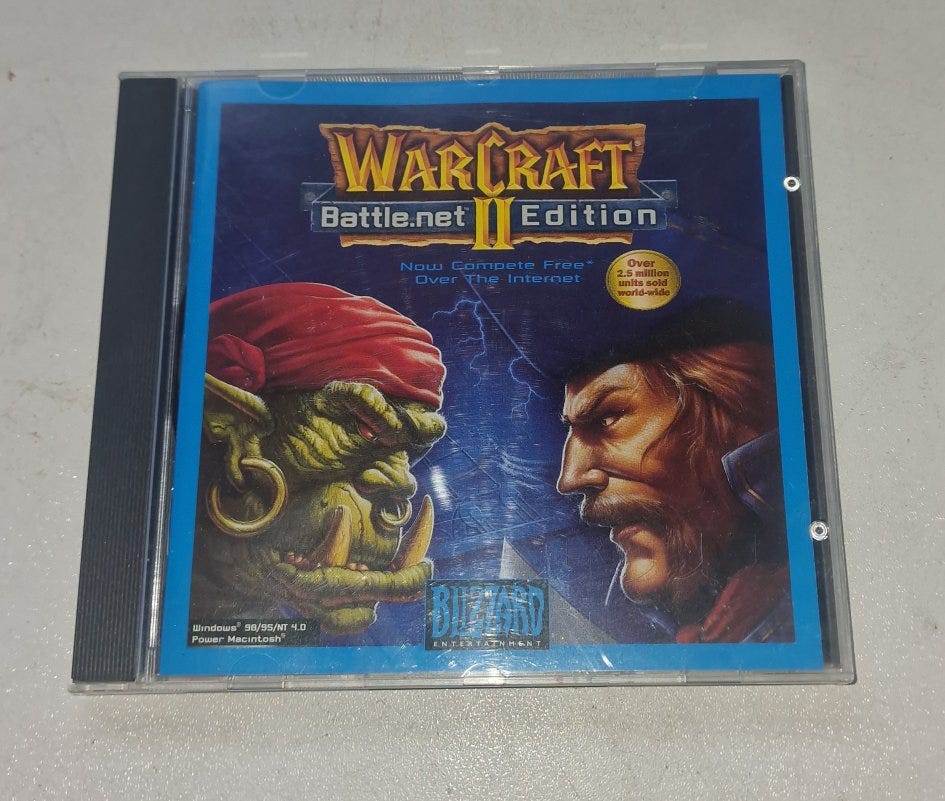 WARCRAFT®
Battle.net™ II Edition
Now Compete Free*
Over The Internet
Over
2.5 million
units sold
world-wide
Windows® 98/95/NT 4.0
Power Macintosh®
BLIZZARD
ENTERTAINMENT